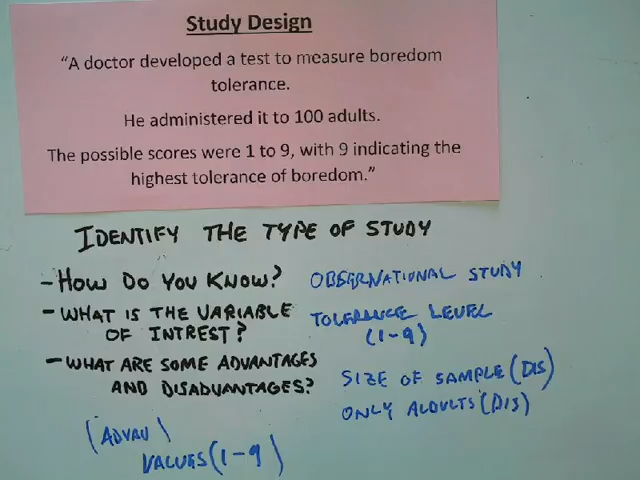 Study Design
"A doctor developed a test to measure boredom
tolerance.
He administered it to 100 adults.
The possible scores were 1 to 9, with 9 indicating the
highest tolerance of boredom."
IDENTIFY THE TYPE OF STUDY
- HOW DO YOU KNOW? OBSERNATIONAL STUDY
- WHAT IS THE VARIABLE OF INTREST? TOLERANCE LEVEL
(1-9)
- WHAT ARE SOME ADVANTAGES
AND DISADVANTAGES?
SIZE OF SAMPLE (DIS)
ONLY ADULTS (DIS)
(ADVAN)
VALUES (1-9)